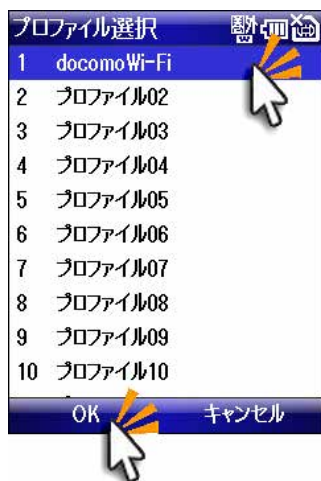 プロファイル選択 圏外
1 docomo Wi-Fi
2 プロファイル02
3 プロファイル03
4 プロファイル04
5 プロファイル05
6 プロファイル06
7 プロファイル07
8 プロファイル08
9 プロファイル09
10 プロファイル10
OK キャンセル